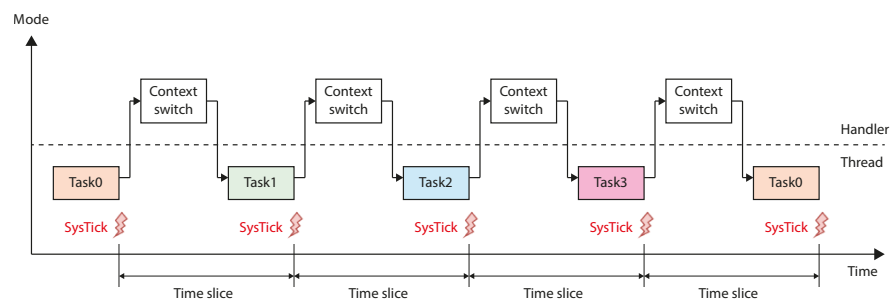 Mode
Context
switch
Context
switch
Context
switch
Context
switch
Handler
Thread
Task0
Task1
Task2
Task3
Task0
SysTick
SysTick
SysTick
SysTick
SysTick
Time
Time slice
Time slice
Time slice
Time slice